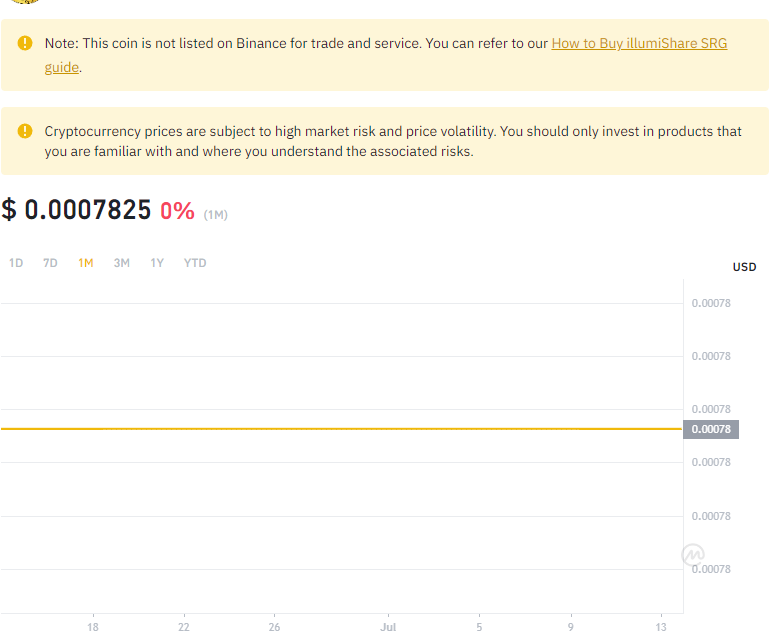 Note: This coin is not listed on Binance for trade and service. You can refer to our How to Buy illumiShare SRG
guide.
Cryptocurrency prices are subject to high market risk and price volatility. You should only invest in products that
you are familiar with and where you understand the associated risks.
$ 0.0007825 0% (1M)
1D 7D 1M 3M 1Y YTD
USD
0.00078
0.00078
0.00078
0.00078
0.00078
0.00078
0.00078
18 22 26 Jul 5 9 13